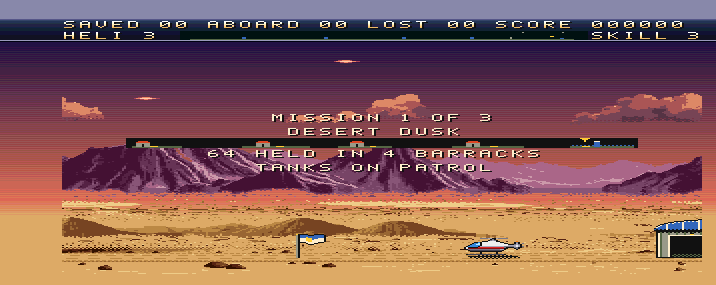 SAVED 00 ABOARD 00 LOST 00 SCORE 000000
HELI 3 SKILL 3
MISSION 1 OF 3
DESERT DUSK
64 HELD IN 4 BARRACKS
TANKS ON PATROL